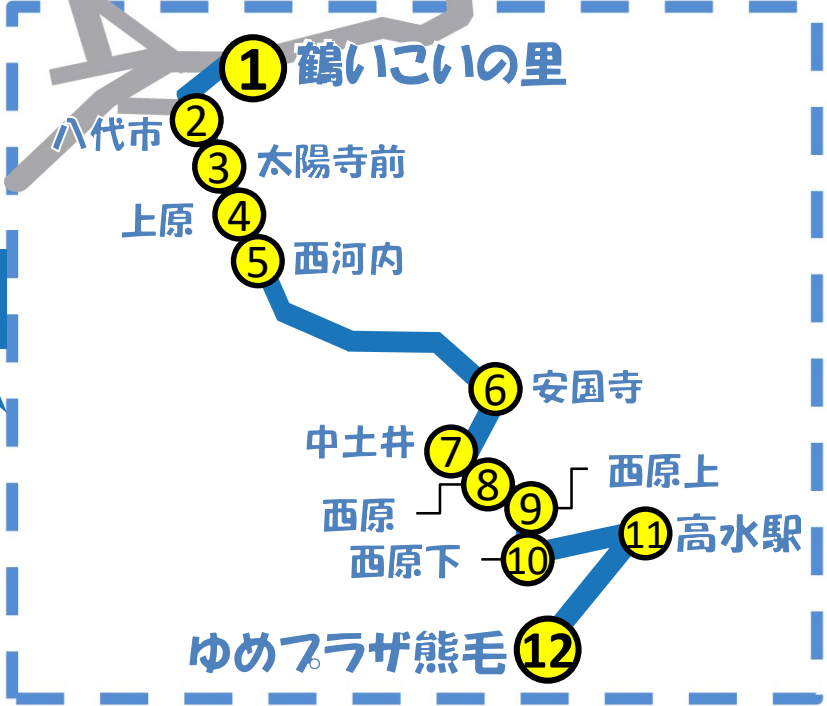 1 鶴いこいの里
2 八代市
3 太陽寺前
4 上原
5 西河内
6 安国寺
7 中土井
8 西原
9 西原上
10 西原下
11 高水駅
12 ゆめプラザ熊毛